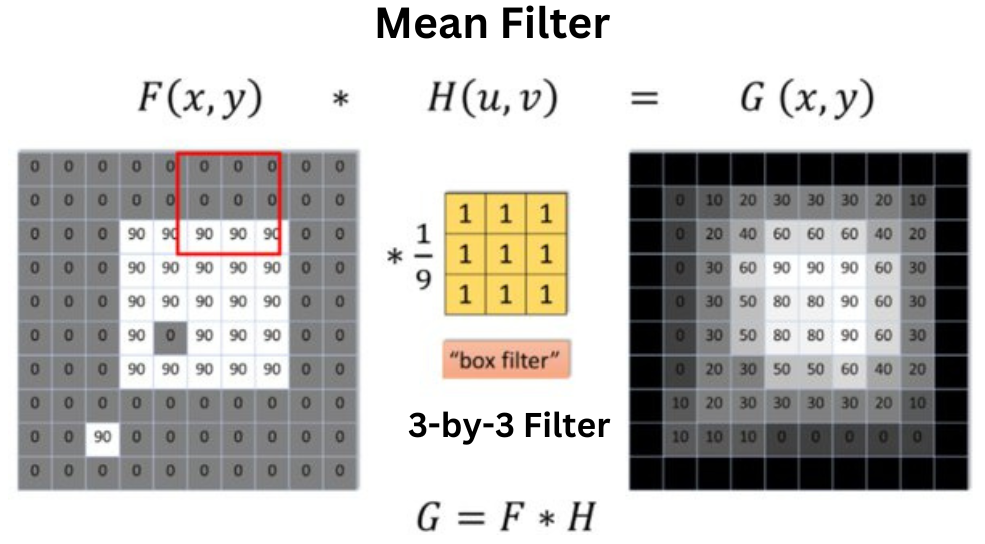 Mean Filter
F(x,y) * H(u,v) = G (x,y)
0 0 0 0 0 0 0 0 0 0
0 0 0 0 0 0 0 0 0 0
0 0 0 90 90 90 90 90 0 0
0 0 0 90 90 90 90 90 0 0
0 0 0 90 90 90 90 90 0 0
0 0 0 90 0 90 90 90 0 0
0 0 0 90 90 90 90 90 0 0
0 0 0 0 0 0 0 0 0 0
0 0 90 0 0 0 0 0 0 0
0 0 0 0 0 0 0 0 0 0
* 1/9
1 1 1
1 1 1
1 1 1
“box filter”
3-by-3 Filter
0 10 20 30 30 30 20 10
0 20 40 60 60 60 40 20
0 30 60 90 90 90 60 30
0 30 50 80 80 90 60 30
0 30 50 80 80 90 60 30
0 20 30 50 50 60 40 20
10 20 30 30 30 30 20 10
10 10 10 0 0 0 0 0
G = F * H